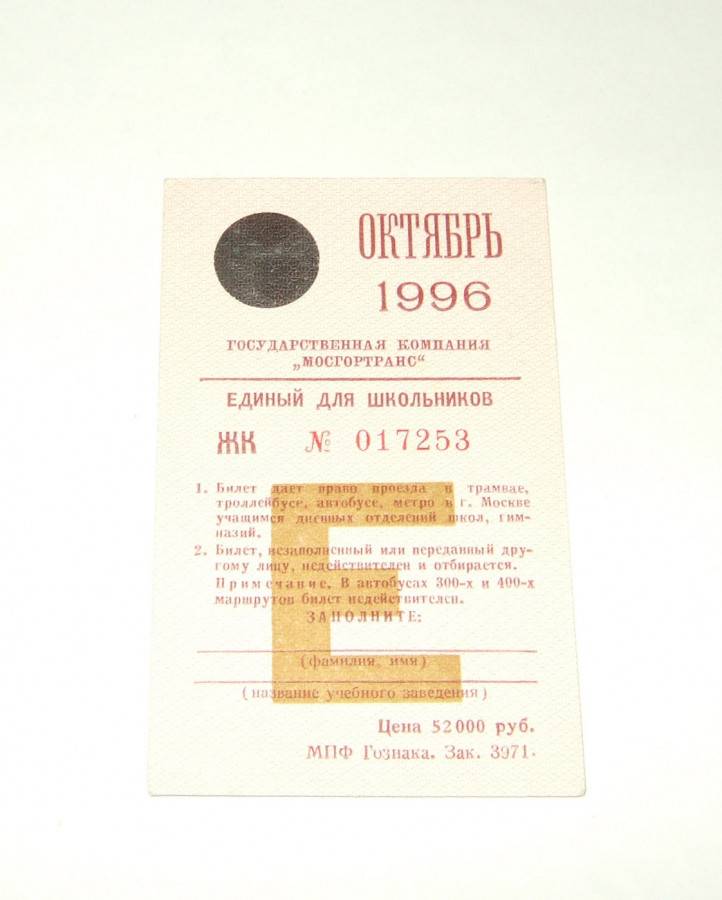 ОКТЯБРЬ
1996
ГОСУДАРСТВЕННАЯ КОМПАНИЯ
„МОСГОРТРАНС“
ЕДИНЫЙ ДЛЯ ШКОЛЬНИКОВ
ЖК № 017253
1. Билет дает право проезда в трамвае,
троллейбусе, автобусе, метро в г. Москве
учащимся дневных отделений школ, гим-
назий.
2. Билет, незаполненный или переданный дру-
гому лицу, недействителен и отбирается.
Примечание. В автобусах 300-х и 400-х
маршрутов билет недействителен.
ЗАПОЛНИТЕ:
(фамилия, имя)
(название учебного заведения)
Е
Цена 52000 руб.
МПФ Гознака. Зак. 3971.